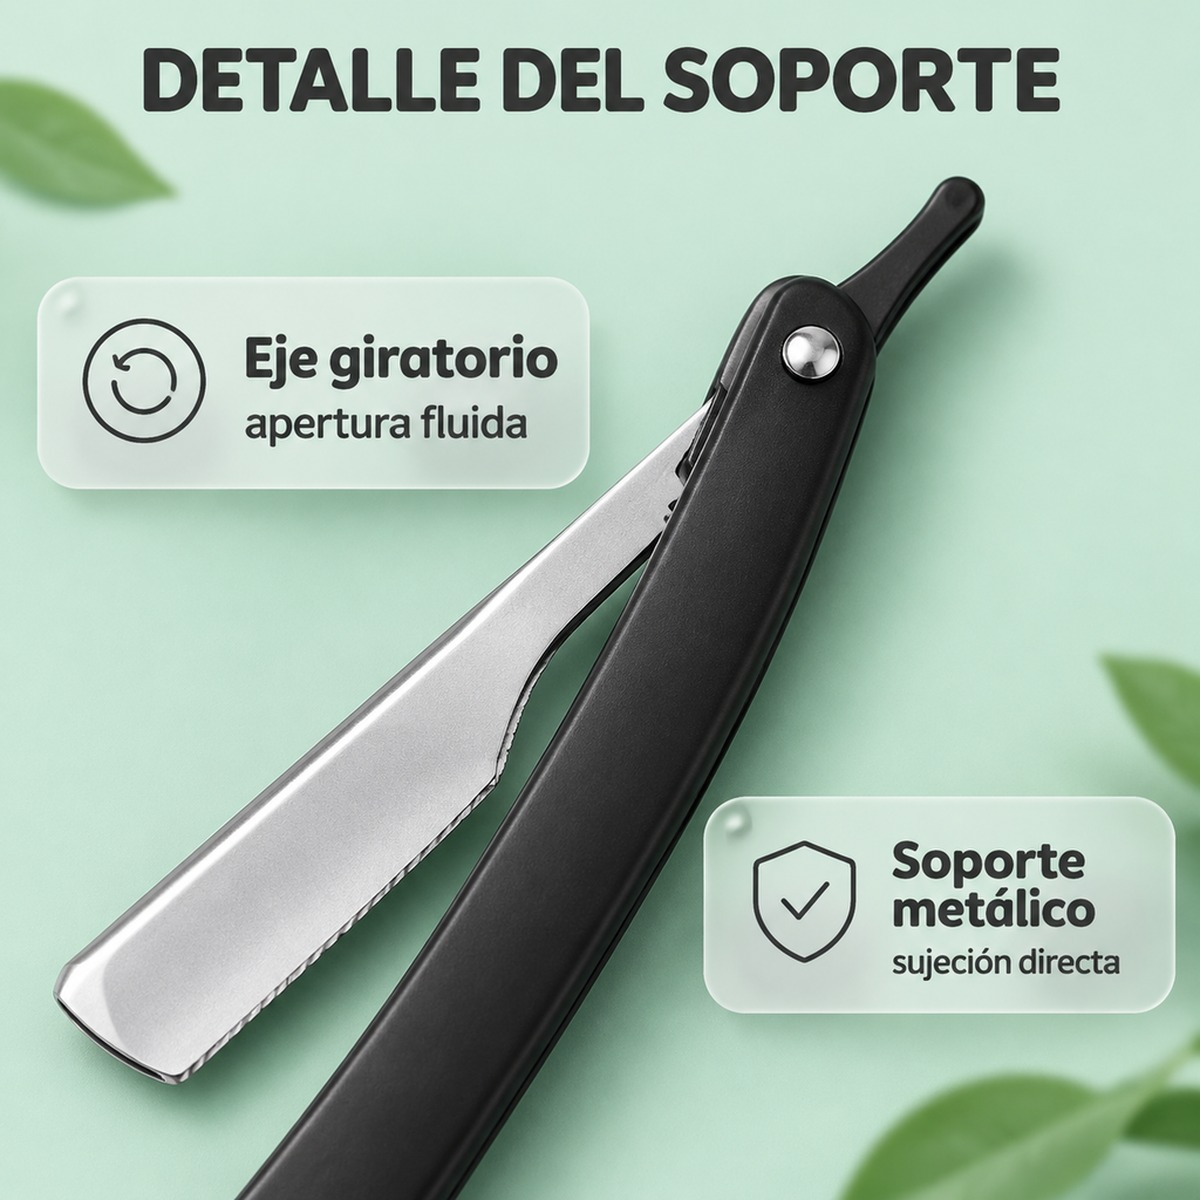 DETALLE DEL SOPORTE
Eje giratorio
apertura fluida
Soporte
metálico
sujeción directa